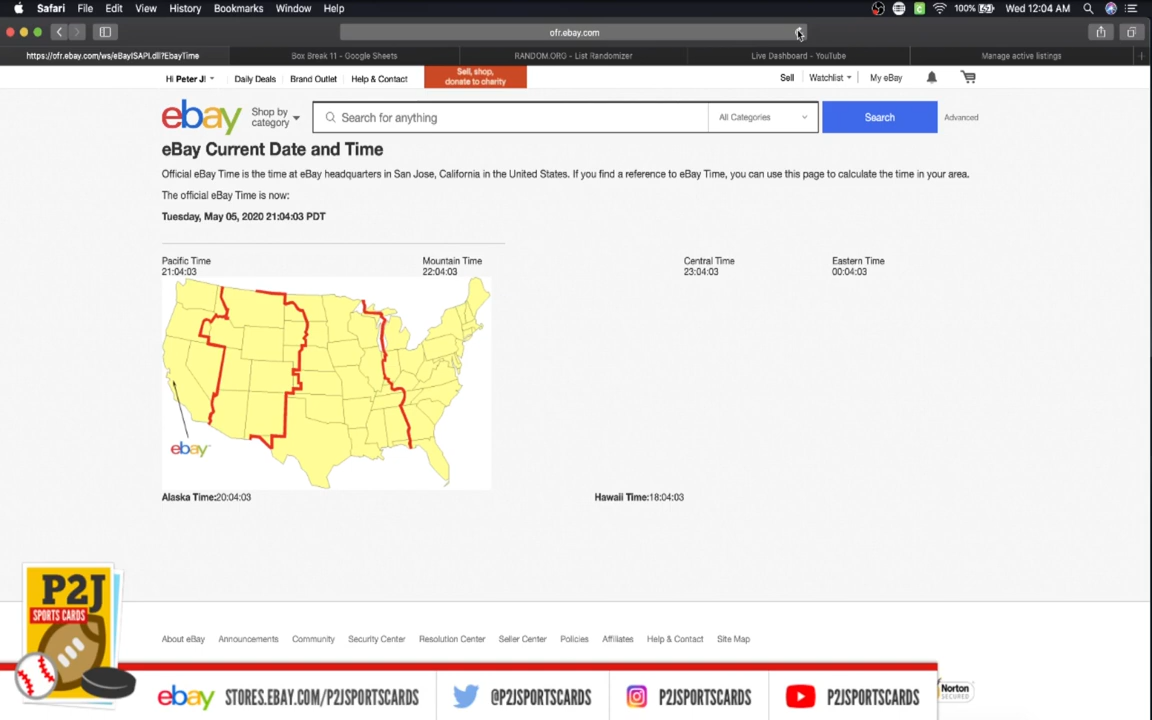 Safari File Edit View History Bookmarks Window Help 100% Wed 12:04 AM
ofr.ebay.com
https://ofr.ebay.com/ws/eBayISAPI.dll?EbayTime Box Break 11 - Google Sheets RANDOM.ORG - List Randomizer Live Dashboard - YouTube Manage active listings
Hi Peter J! Daily Deals Brand Outlet Help & Contact Sell, shop, Sell Watchlist My eBay
donate to charity
ebay Shop by Search for anything All Categories Search Advanced
category
eBay Current Date and Time
Official eBay Time is the time at eBay headquarters in San Jose, California in the United States. If you find a reference to eBay Time, you can use this page to calculate the time in your area.
The official eBay Time is now:
Tuesday, May 05, 2020 21:04:03 PDT
Pacific Time Mountain Time Central Time Eastern Time
21:04:03 22:04:03 23:04:03 00:04:03
ebay
Alaska Time:20:04:03 Hawaii Time:18:04:03
P2J
SPORTS CARDS
About eBay Announcements Community Security Center Resolution Center Seller Center Policies Affiliates Help & Contact Site Map
ebay STORES.EBAY.COM/P2JSPORTSCARDS @P2JSPORTSCARDS P2JSPORTSCARDS P2JSPORTSCARDS Norton
SECURED